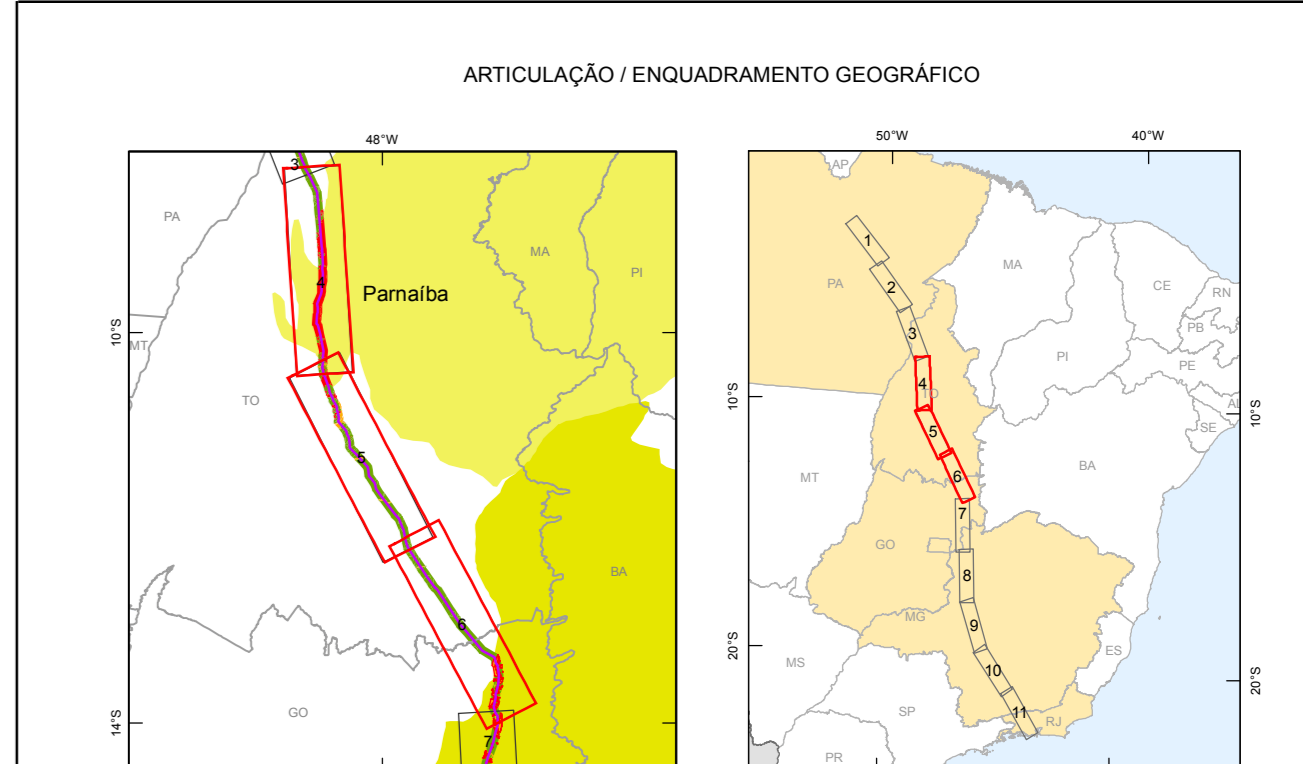 ARTICULAÇÃO / ENQUADRAMENTO GEOGRÁFICO
48°W
50°W
40°W
3
PA
4
Parnaíba
MA
PI
10°S
MT
TO
5
BA
6
GO
14°S
7
AP
1
2
PA
3
MA
CE
RN
PB
PI
PE
4
TO
10°S
AL
SE
10°S
5
BA
MT
6
7
GO
8
MG
9
ES
20°S
MS
10
20°S
SP
11
RJ
PR